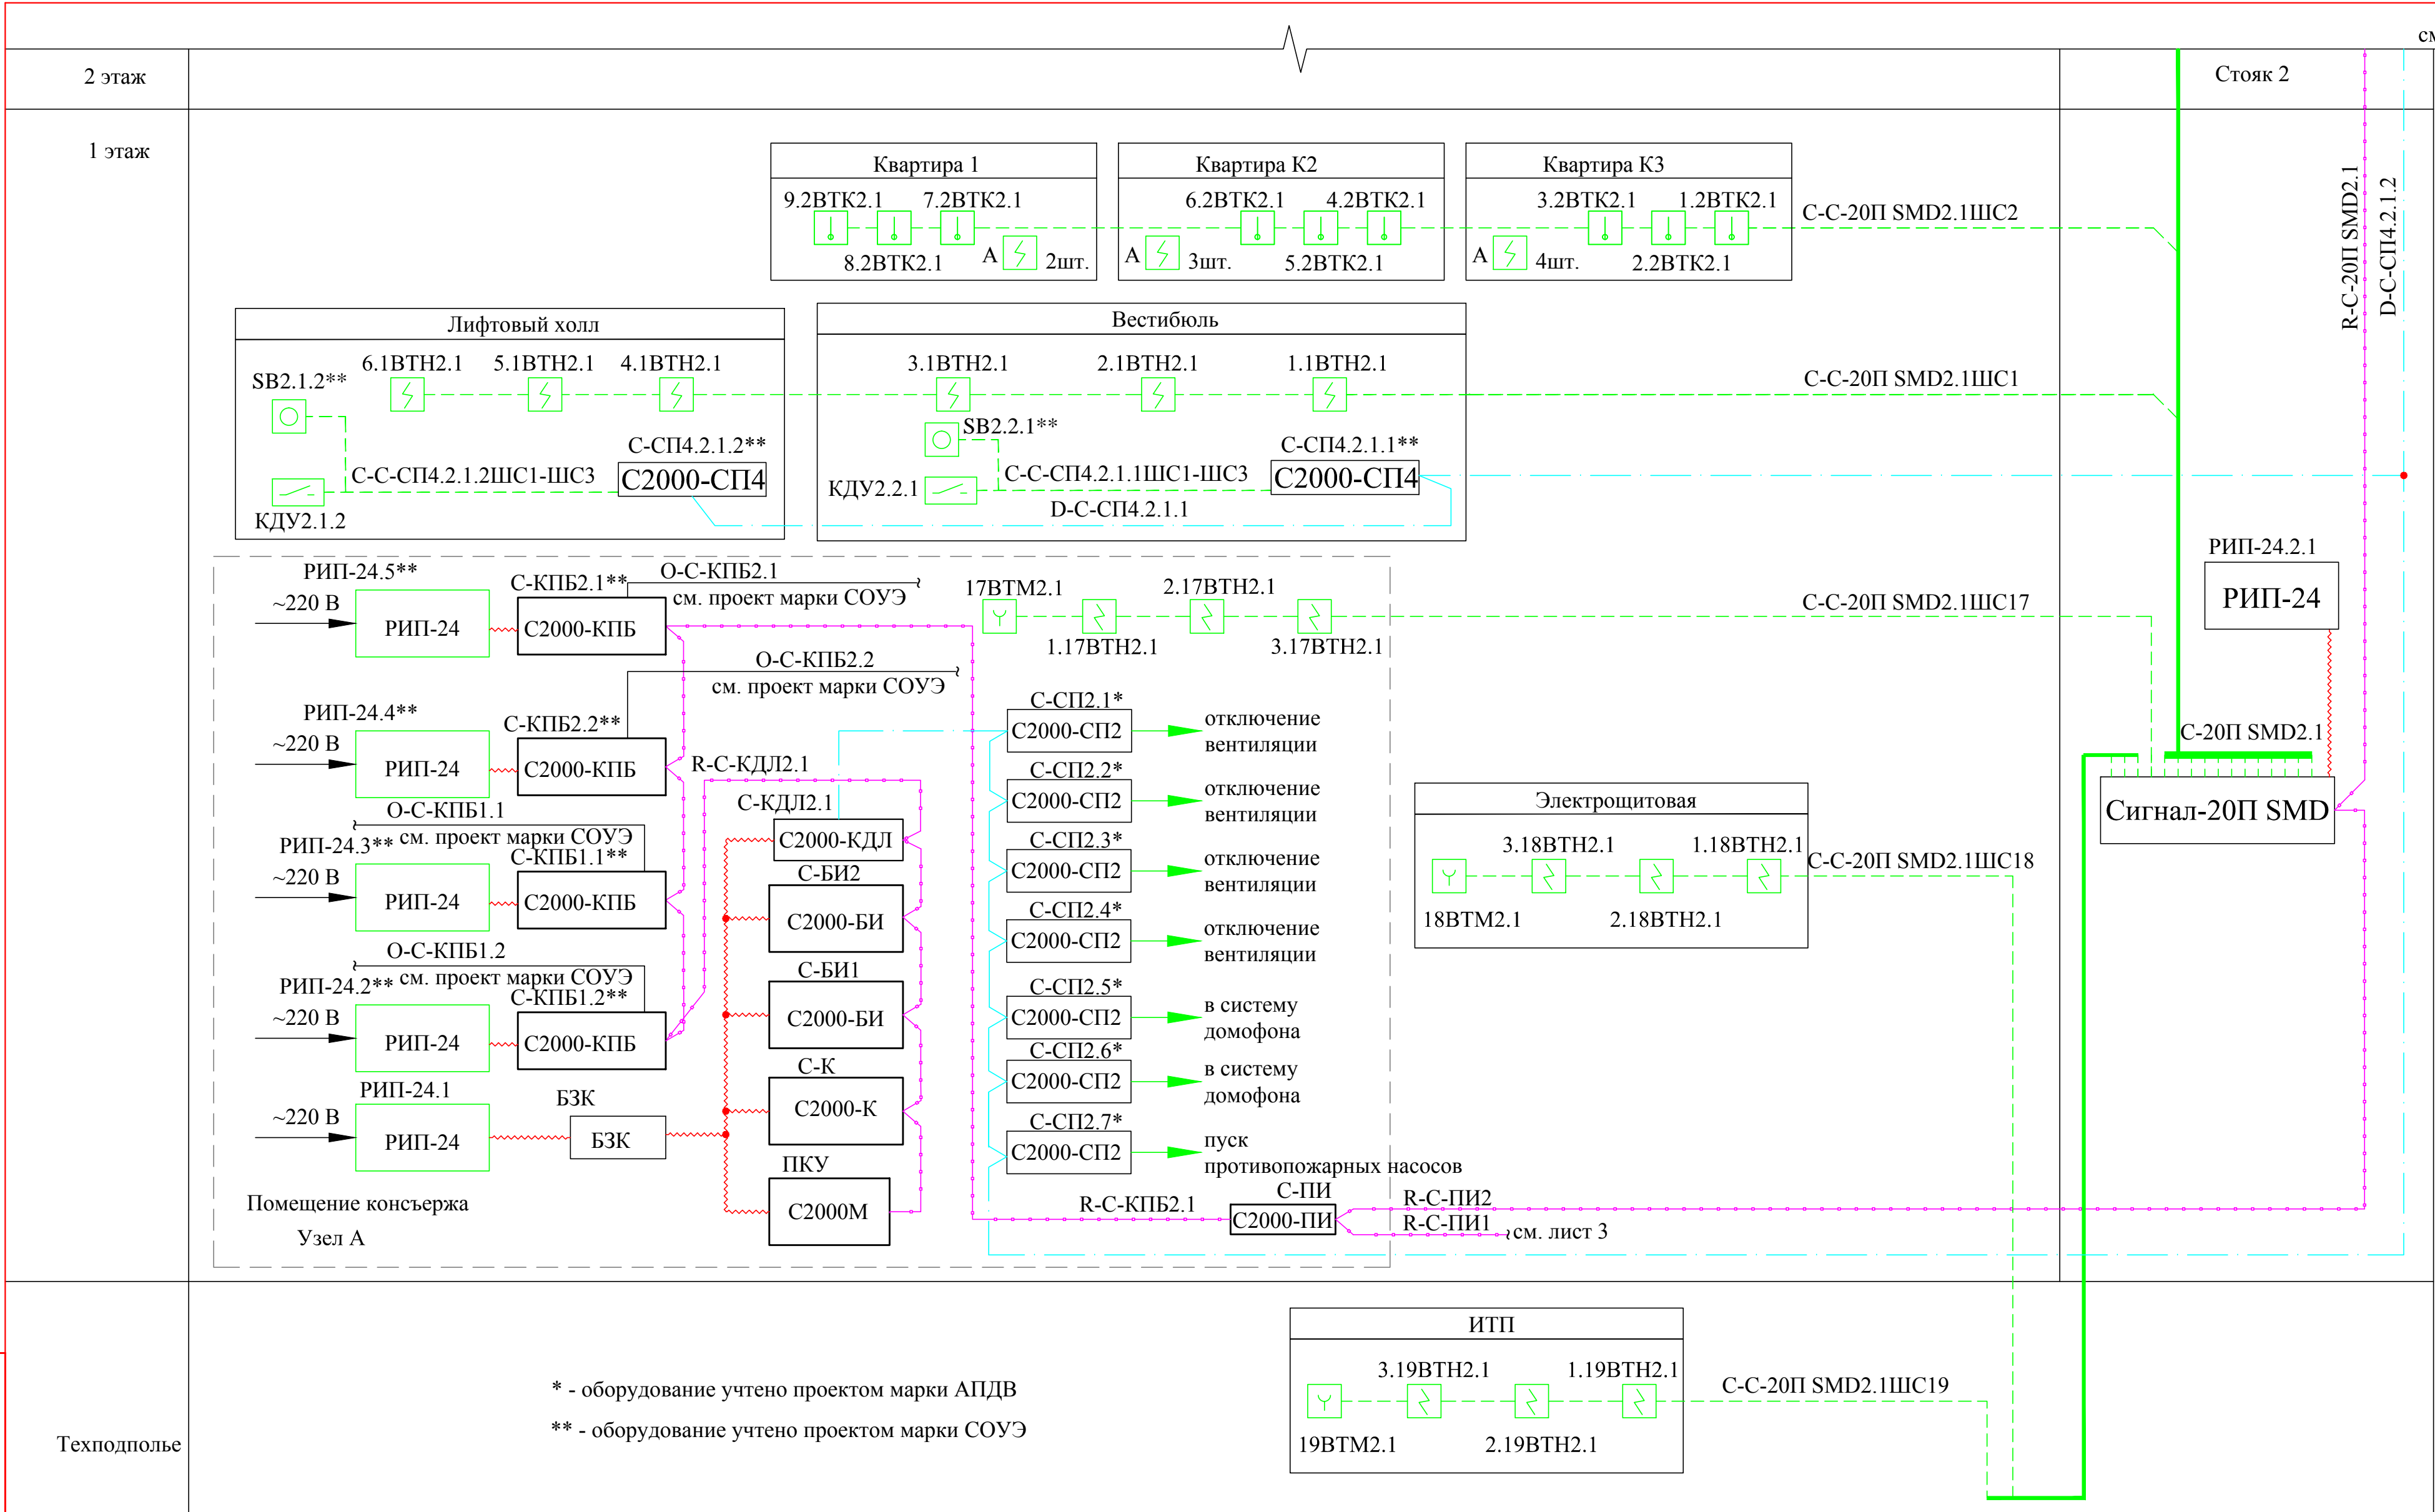 см
2 этаж
Стояк 2
1 этаж
Квартира 1
9.2ВТК2.1
7.2ВТК2.1
8.2ВТК2.1
А
2шт.
Квартира К2
6.2ВТК2.1
4.2ВТК2.1
А
3шт.
5.2ВТК2.1
Квартира К3
3.2ВТК2.1
1.2ВТК2.1
А
4шт.
2.2ВТК2.1
С-С-20П SMD2.1ШС2
R-С-20П SMD2.1
D-С-СП4.2.1.2
Лифтовый холл
6.1ВТН2.1
5.1ВТН2.1
4.1ВТН2.1
SB2.1.2**
С-СП4.2.1.2**
С-С-СП4.2.1.2ШС1-ШС3
С2000-СП4
КДУ2.1.2
Вестибюль
3.1ВТН2.1
2.1ВТН2.1
1.1ВТН2.1
SB2.2.1**
С-СП4.2.1.1**
КДУ2.2.1
С-С-СП4.2.1.1ШС1-ШС3
С2000-СП4
D-С-СП4.2.1.1
С-С-20П SMD2.1ШС1
РИП-24.5**
~220 В
РИП-24
С-КПБ2.1**
С2000-КПБ
О-С-КПБ2.1
см. проект марки СОУЭ
РИП-24.4**
~220 В
РИП-24
С-КПБ2.2**
С2000-КПБ
О-С-КПБ2.2
см. проект марки СОУЭ
О-С-КПБ1.1
см. проект марки СОУЭ
РИП-24.3**
~220 В
РИП-24
С-КПБ1.1**
С2000-КПБ
О-С-КПБ1.2
см. проект марки СОУЭ
РИП-24.2**
~220 В
РИП-24
С-КПБ1.2**
С2000-КПБ
РИП-24.1
~220 В
РИП-24
БЗК
БЗК
Помещение консъержа
Узел А
R-С-КДЛ2.1
С-КДЛ2.1
С2000-КДЛ
С-БИ2
С2000-БИ
С-БИ1
С2000-БИ
С-К
С2000-К
ПКУ
С2000М
17ВТМ2.1
2.17ВТН2.1
1.17ВТН2.1
3.17ВТН2.1
С-С-20П SMD2.1ШС17
С-СП2.1*
С2000-СП2
отключение
вентиляции
С-СП2.2*
С2000-СП2
отключение
вентиляции
С-СП2.3*
С2000-СП2
отключение
вентиляции
С-СП2.4*
С2000-СП2
отключение
вентиляции
С-СП2.5*
С2000-СП2
в систему
домофона
С-СП2.6*
С2000-СП2
в систему
домофона
С-СП2.7*
С2000-СП2
пуск
противопожарных насосов
R-С-КПБ2.1
С-ПИ
С2000-ПИ
R-С-ПИ2
R-С-ПИ1
см. лист 3
Электрощитовая
3.18ВТН2.1
1.18ВТН2.1
18ВТМ2.1
2.18ВТН2.1
С-С-20П SMD2.1ШС18
РИП-24.2.1
РИП-24
С-20П SMD2.1
Сигнал-20П SMD
Техподполье
* - оборудование учтено проектом марки АПДВ
** - оборудование учтено проектом марки СОУЭ
ИТП
3.19ВТН2.1
1.19ВТН2.1
19ВТМ2.1
2.19ВТН2.1
С-С-20П SMD2.1ШС19